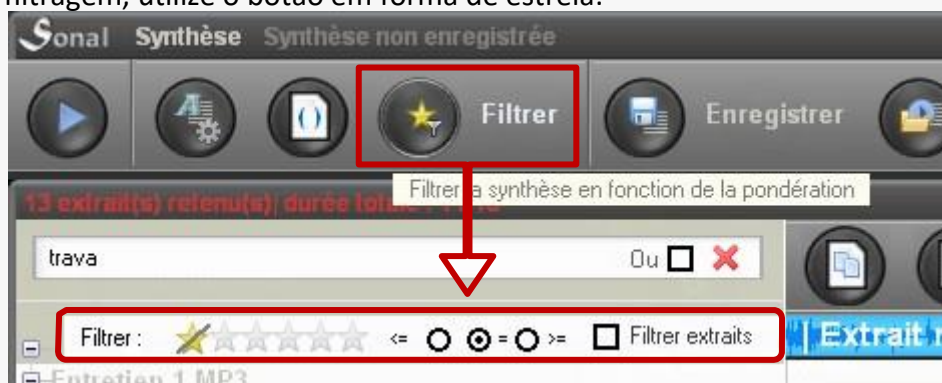 filtragem, utilize o botão em forma de estrela:
Sonal Synthèse Synthèse non enregistrée
Filtrer Enregistrer
Filtrer la synthèse en fonction de la pondération
13 extrait(s) retenu(s)| durée
trava Ou
Filtrer : <= = >= Filtrer extraits
Extrait
Entretien 1.MP3